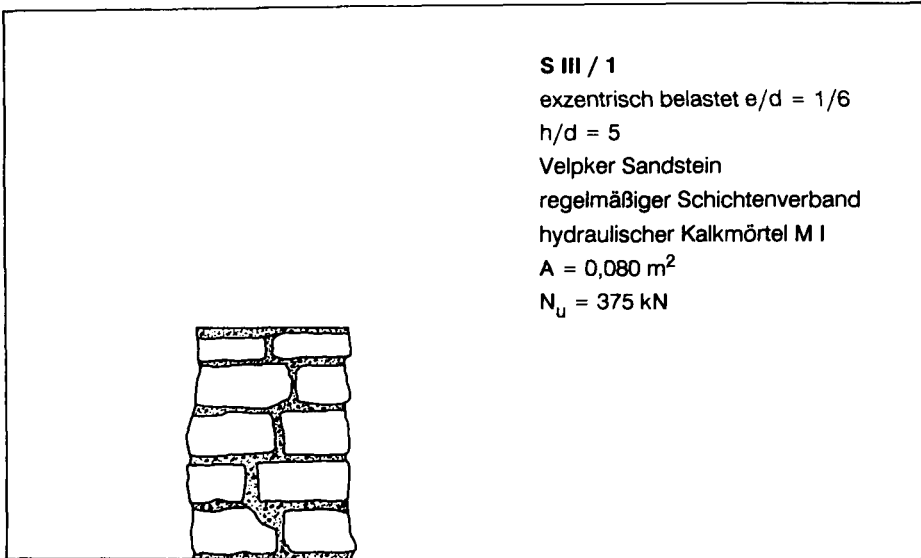 S III / 1
exzentrisch belastet e/d = 1/6
h/d = 5
Velpker Sandstein
regelmäßiger Schichtenverband
hydraulischer Kalkmörtel M I
A = 0,080 m²
N_u = 375 kN